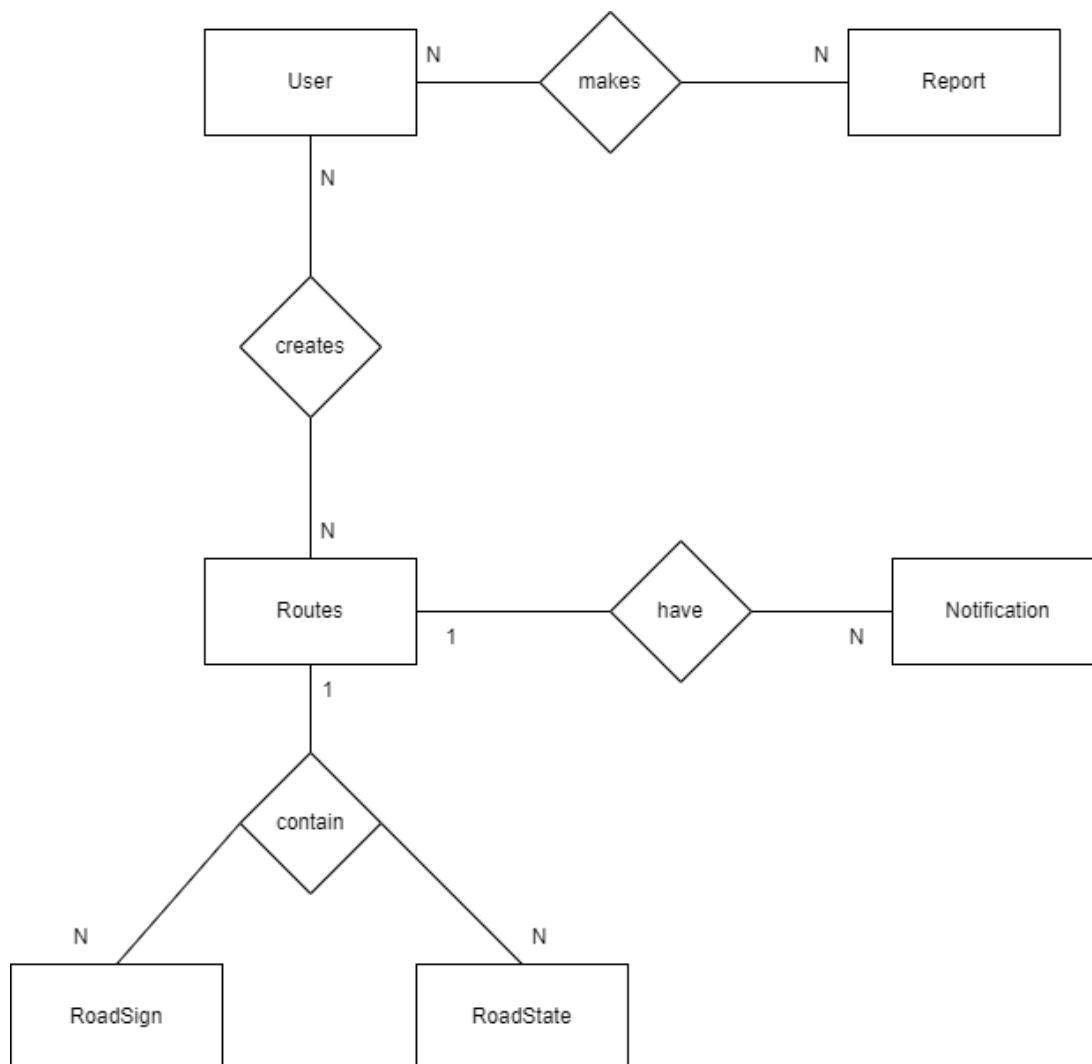 N
N
User
makes
Report
N
creates
N
Routes
have
Notification
1
N
1
contain
N
N
RoadSign
RoadState